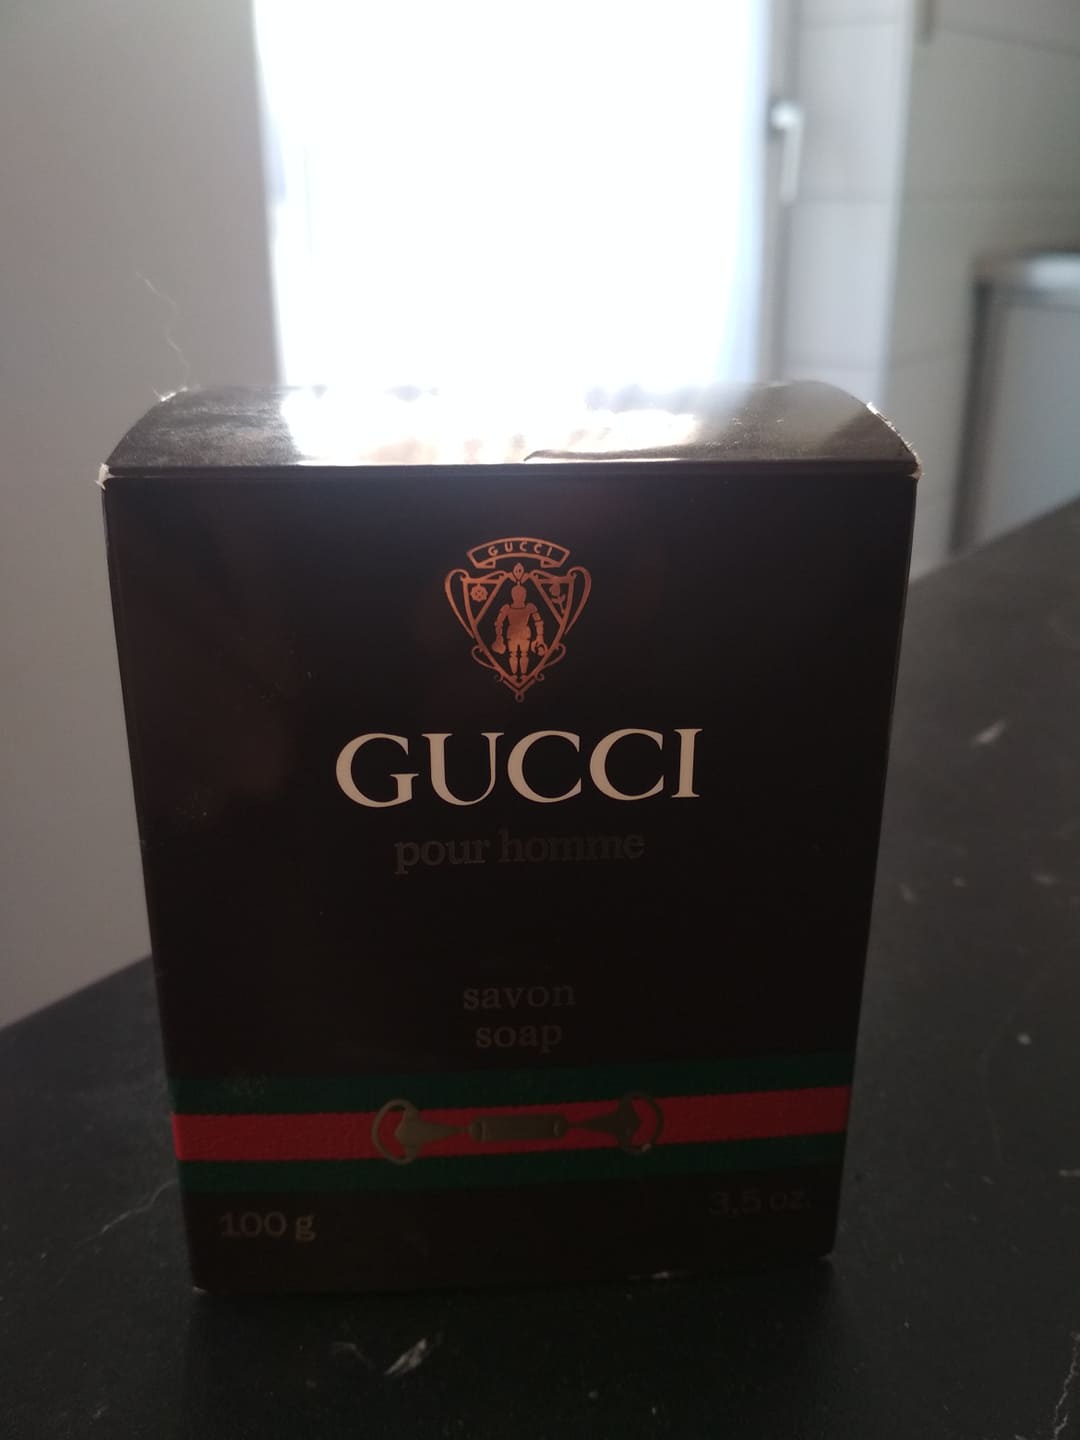 GUCCI
GUCCI
pour homme
savon
soap
100 g
3,5 oz.